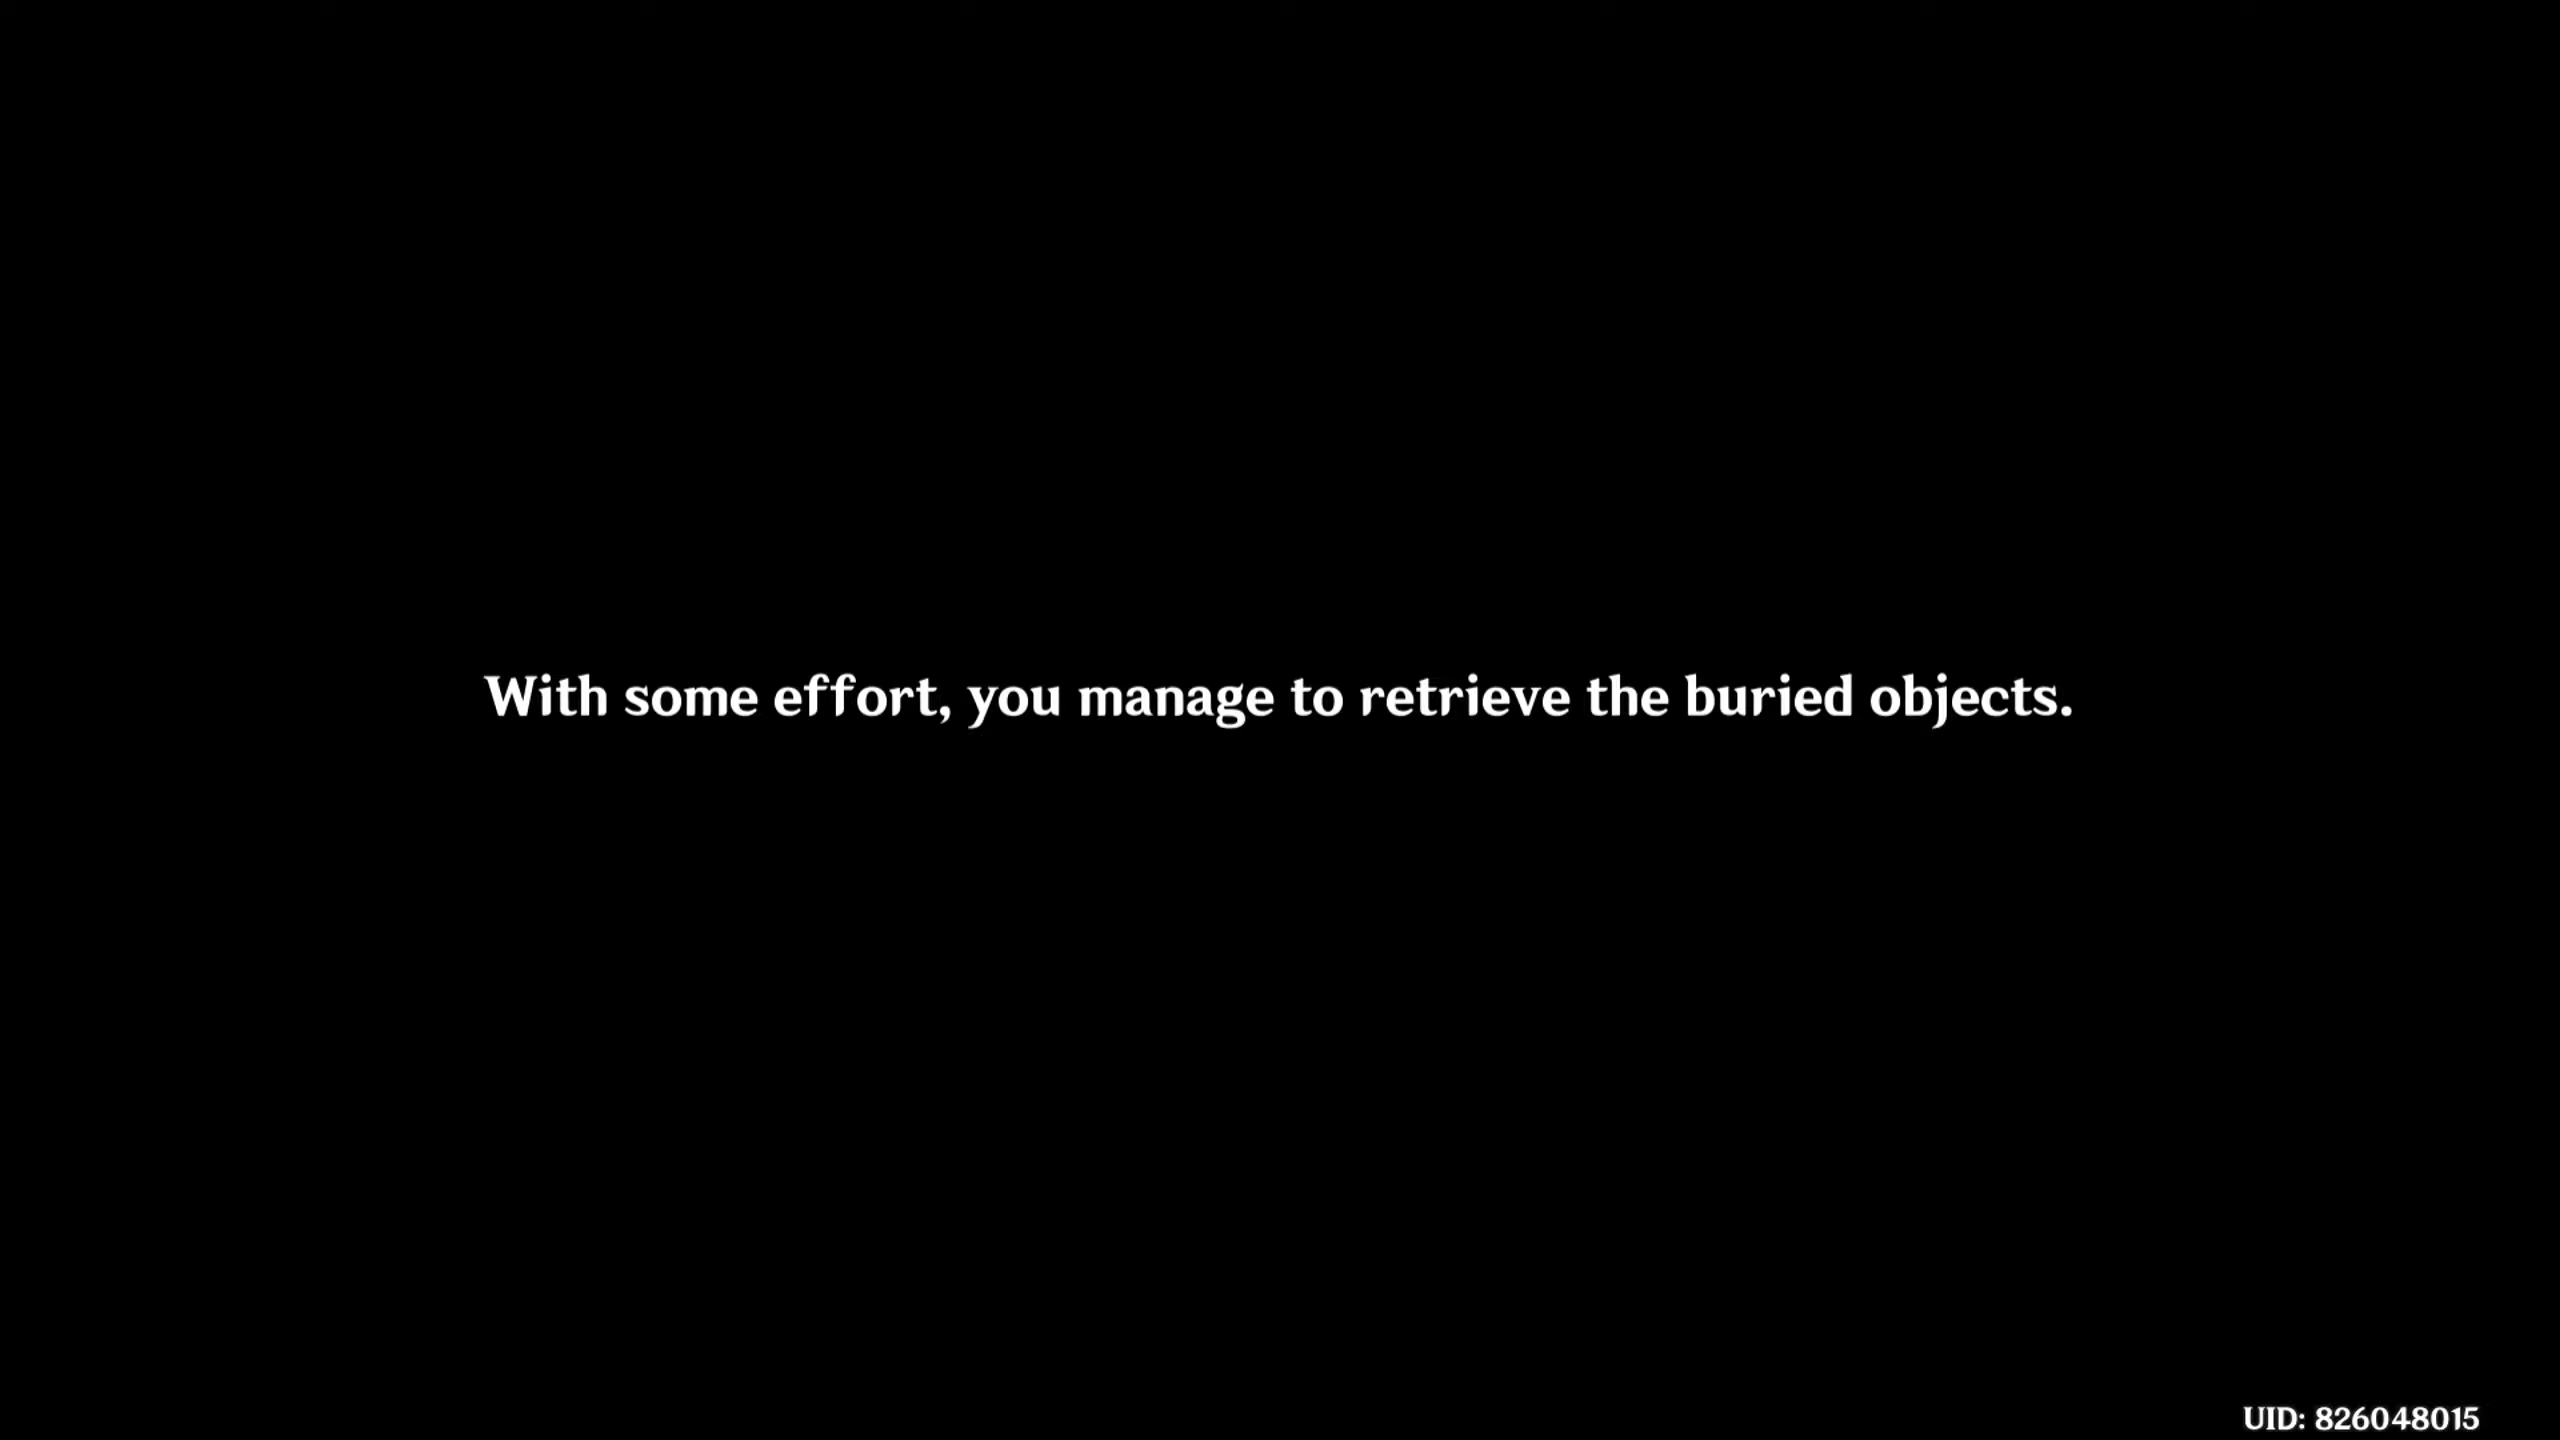 With some effort, you manage to retrieve the buried objects.
UID: 826048015